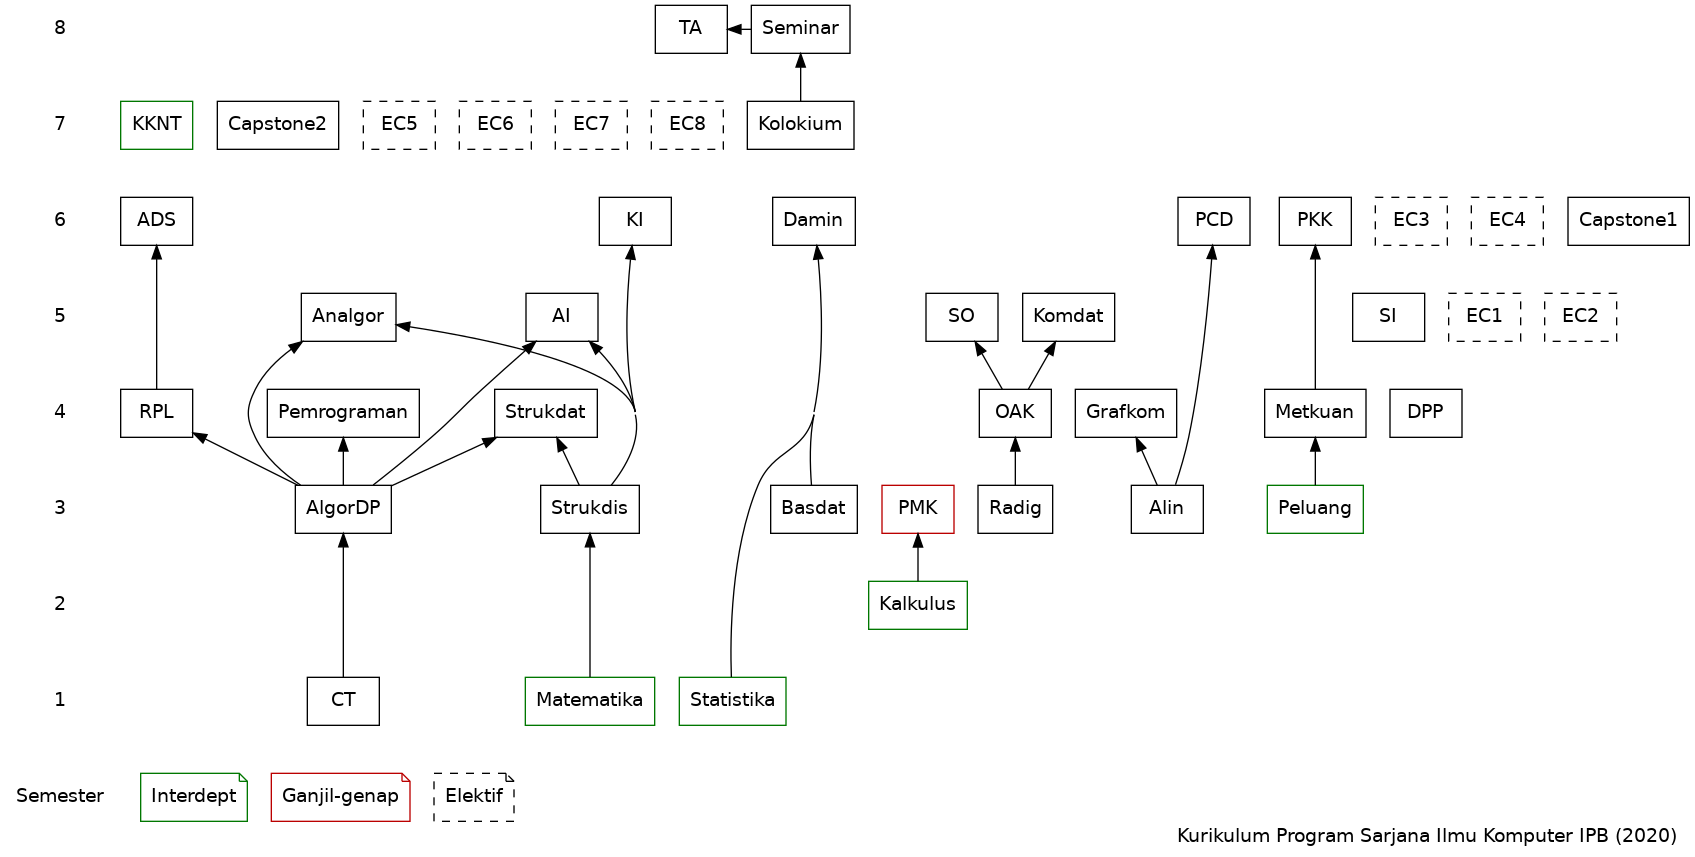 8
TA
Seminar
7
KKNT
Capstone2
EC5
EC6
EC7
EC8
Kolokium
6
ADS
KI
Damin
PCD
PKK
EC3
EC4
Capstone1
5
Analgor
AI
SO
Komdat
SI
EC1
EC2
4
RPL
Pemrograman
Strukdat
OAK
Grafkom
Metkuan
DPP
3
AlgorDP
Strukdis
Basdat
PMK
Radig
Alin
Peluang
2
Kalkulus
1
CT
Matematika
Statistika
Semester
Interdept
Ganjil-genap
Elektif
Kurikulum Program Sarjana Ilmu Komputer IPB (2020)